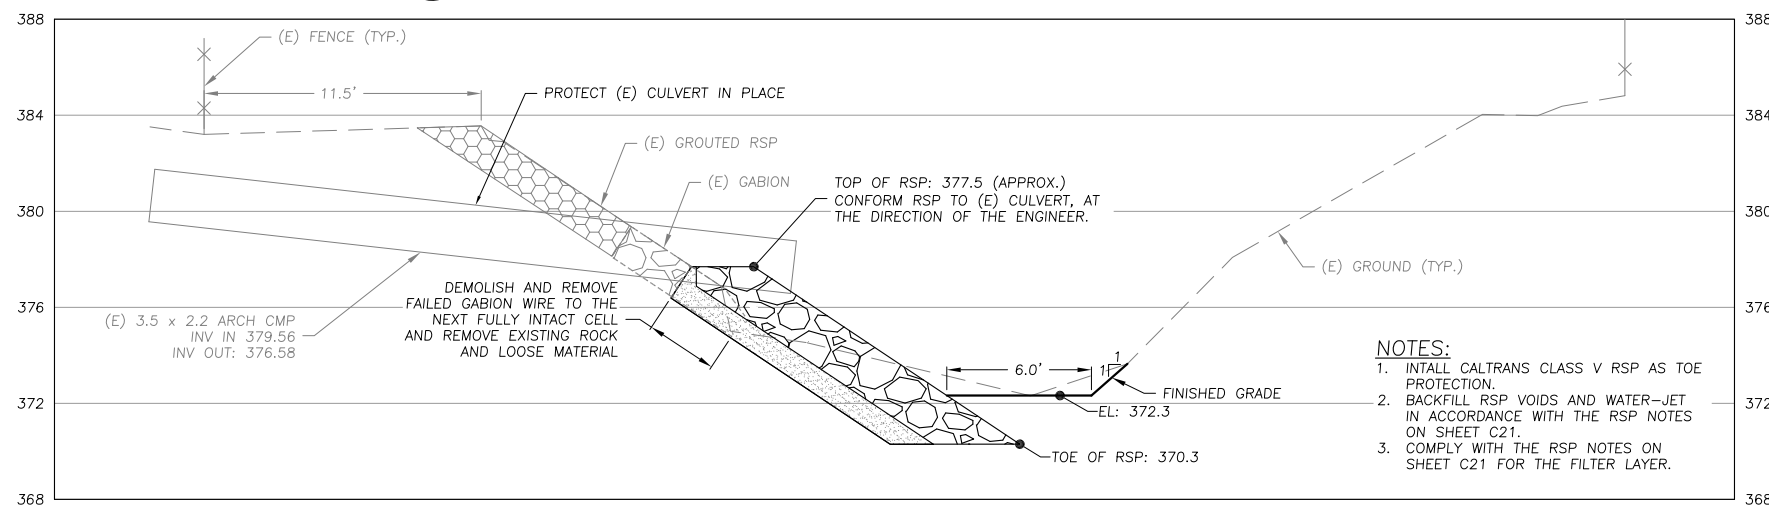 388
384
380
376
372
368
(E) FENCE (TYP.)
11.5'
PROTECT (E) CULVERT IN PLACE
(E) GROUTED RSP
(E) GABION
TOP OF RSP: 377.5 (APPROX.)
CONFORM RSP TO (E) CULVERT, AT
THE DIRECTION OF THE ENGINEER.
(E) GROUND (TYP.)
DEMOLISH AND REMOVE
FAILED GABION WIRE TO THE
NEXT FULLY INTACT CELL
AND REMOVE EXISTING ROCK
AND LOOSE MATERIAL
(E) 3.5 x 2.2 ARCH CMP
INV IN 379.56
INV OUT: 376.58
6.0'
1
1
FINISHED GRADE
EL: 372.3
TOE OF RSP: 370.3
NOTES:
1. INTALL CALTRANS CLASS V RSP AS TOE
PROTECTION.
2. BACKFILL RSP VOIDS AND WATER-JET
IN ACCORDANCE WITH THE RSP NOTES
ON SHEET C21.
3. COMPLY WITH THE RSP NOTES ON
SHEET C21 FOR THE FILTER LAYER.
388
384
380
376
372
368